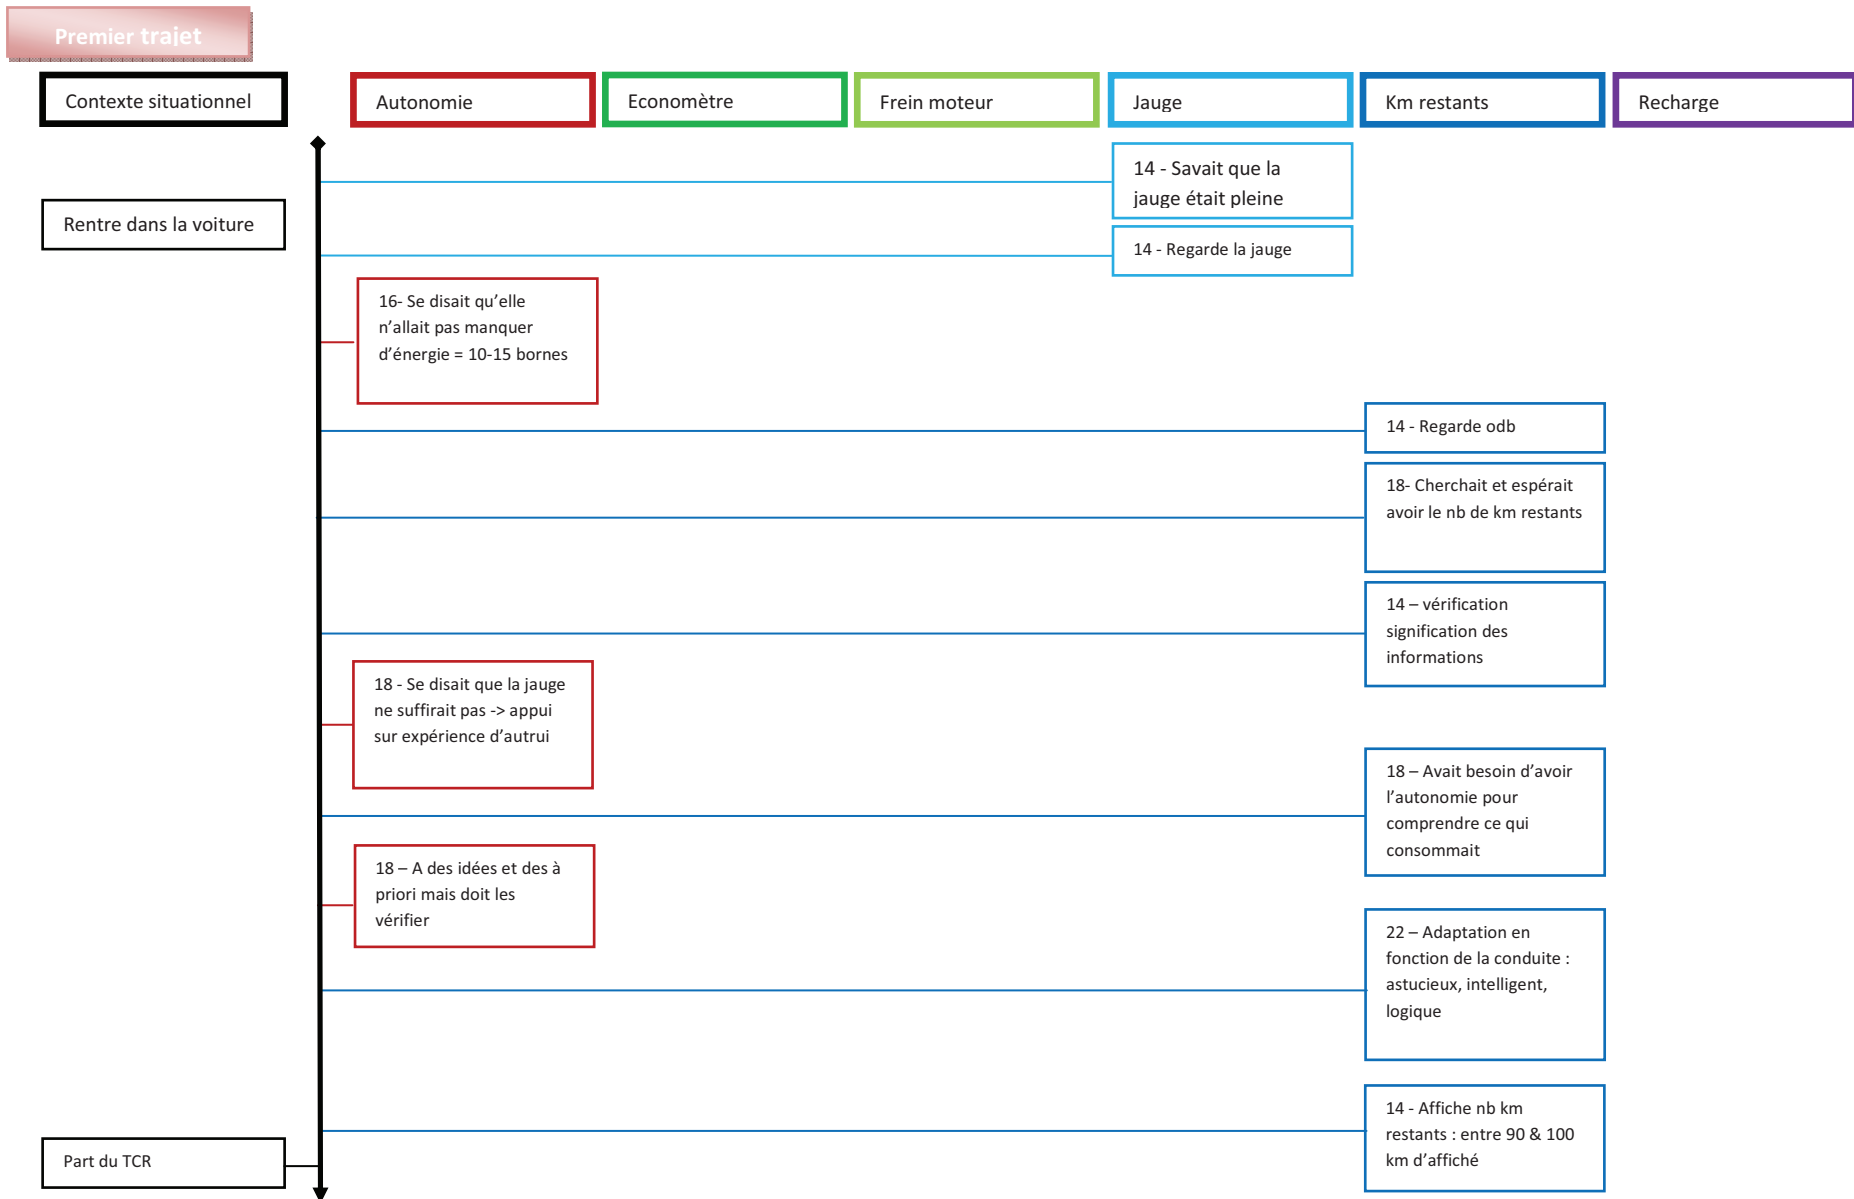 Premier trajet
Contexte situationnel
Autonomie
Economètre
Frein moteur
Jauge
Km restants
Recharge
14 - Savait que la
jauge était pleine
Rentre dans la voiture
14 - Regarde la jauge
16- Se disait qu’elle
n’allait pas manquer
d’énergie = 10-15 bornes
14 - Regarde odb
18- Cherchait et espérait
avoir le nb de km restants
14 – vérification
signification des
informations
18 - Se disait que la jauge
ne suffirait pas -> appui
sur expérience d’autrui
18 – Avait besoin d’avoir
l’autonomie pour
comprendre ce qui
consommait
18 – A des idées et des à
priori mais doit les
vérifier
22 – Adaptation en
fonction de la conduite :
astucieux, intelligent,
logique
14 - Affiche nb km
restants : entre 90 & 100
km d’affiché
Part du TCR